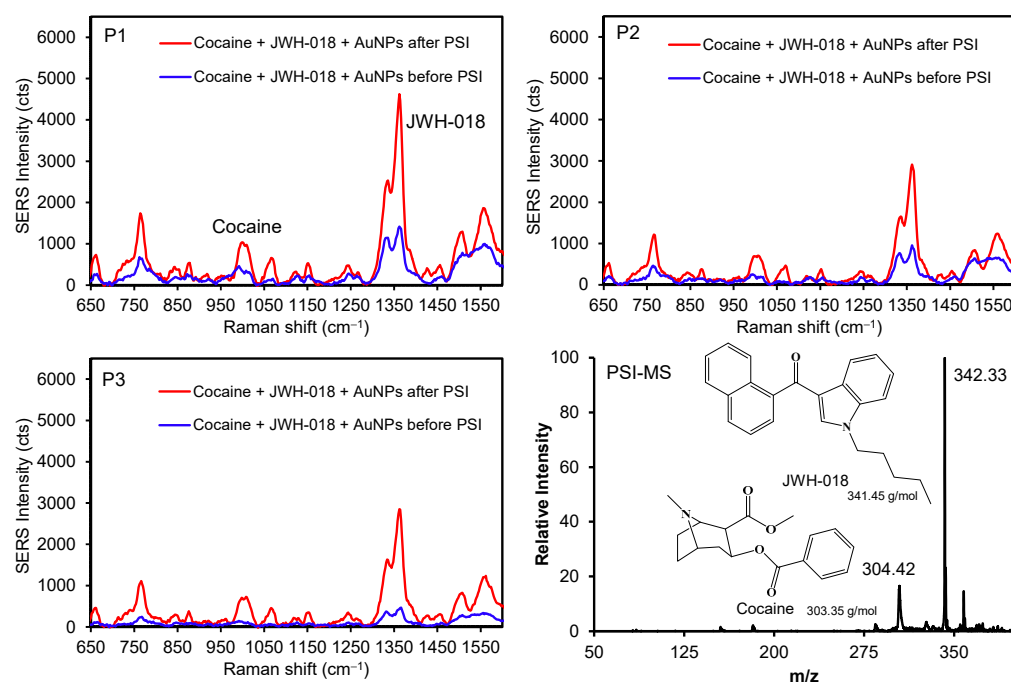 P1
Cocaine + JWH-018 + AuNPs after PSI
Cocaine + JWH-018 + AuNPs before PSI
JWH-018
Cocaine
SERS Intensity (cts)
6000
5000
4000
3000
2000
1000
0
650 750 850 950 1050 1150 1250 1350 1450 1550
Raman shift (cm⁻¹)
P2
Cocaine + JWH-018 + AuNPs after PSI
Cocaine + JWH-018 + AuNPs before PSI
SERS Intensity (cts)
6000
5000
4000
3000
2000
1000
0
650 750 850 950 1050 1150 1250 1350 1450 1550
Raman shift (cm⁻¹)
P3
Cocaine + JWH-018 + AuNPs after PSI
Cocaine + JWH-018 + AuNPs before PSI
SERS Intensity (cts)
6000
5000
4000
3000
2000
1000
0
650 750 850 950 1050 1150 1250 1350 1450 1550
Raman shift (cm⁻¹)
PSI-MS
342.33
O
N
JWH-018
341.45 g/mol
N
O
O
O
O
304.42
Cocaine
303.35 g/mol
Relative Intensity
100
80
60
40
20
0
50 125 200 275 350
m/z